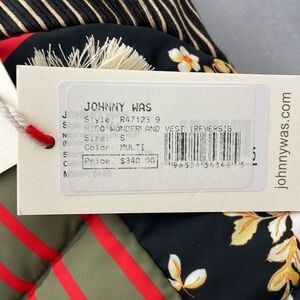 JOHNNY WAS
Style: R47123 9
NICO WONDERLAND VEST (REVERSIB
Size: S
Color: MULTI
Price: $340.00
johnnywas.com